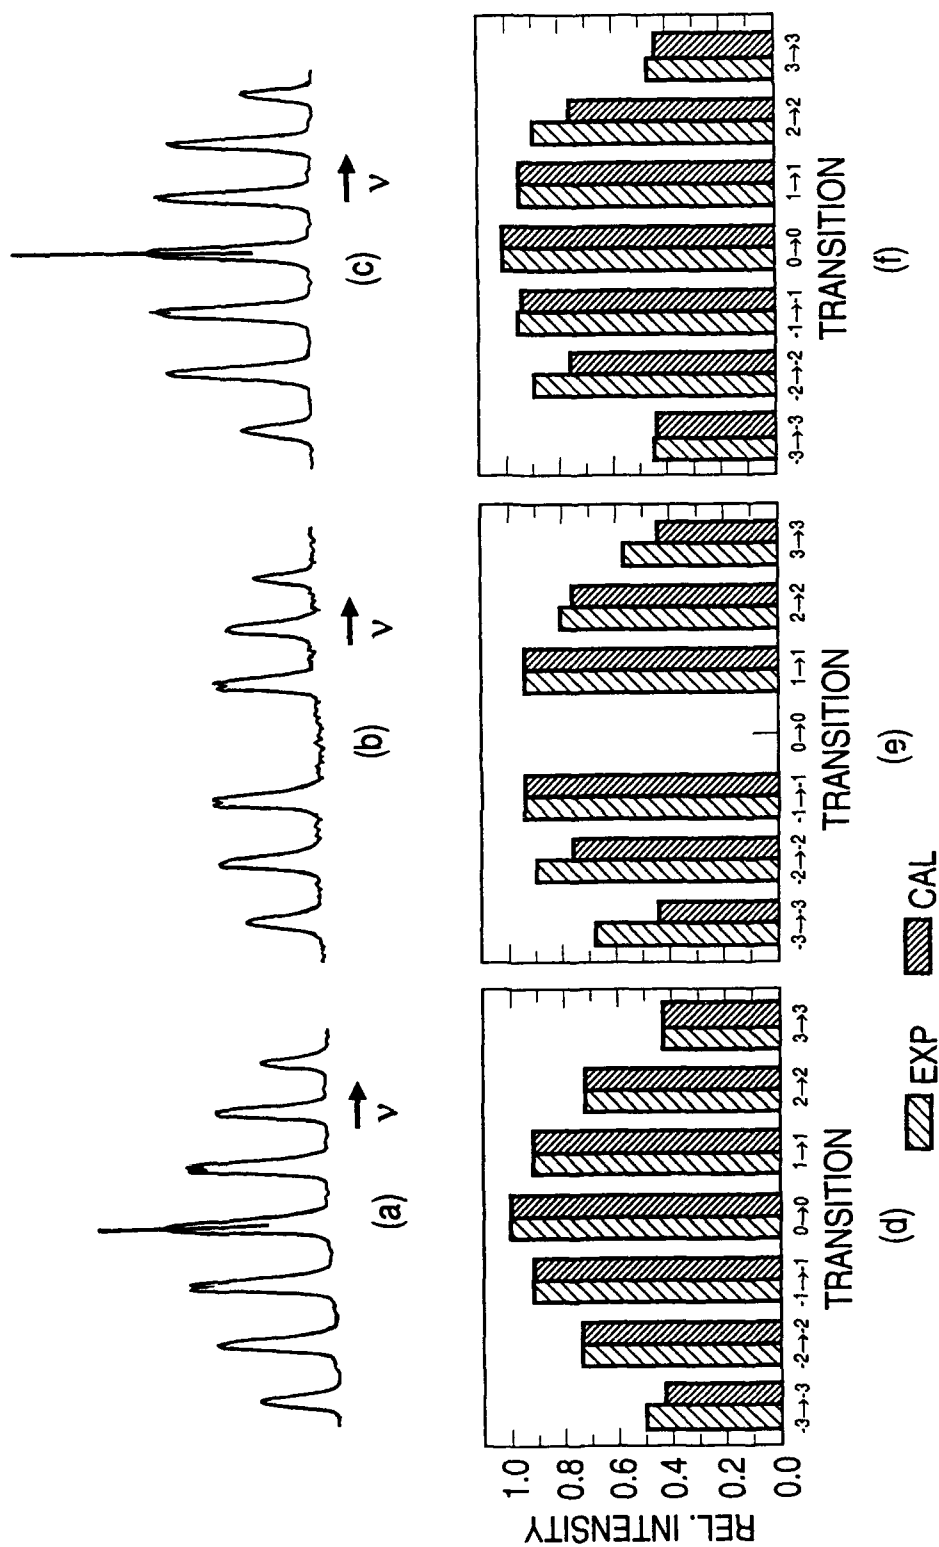 (a)
ν
(b)
ν
(c)
ν
REL. INTENSITY
1.0
0.8
0.6
0.4
0.2
0.0
-3→-3
-2→-2
-1→-1
0→0
1→1
2→2
3→3
TRANSITION
(d)
-3→-3
-2→-2
-1→-1
0→0
1→1
2→2
3→3
TRANSITION
(e)
-3→-3
-2→-2
-1→-1
0→0
1→1
2→2
3→3
TRANSITION
(f)
EXP
CAL